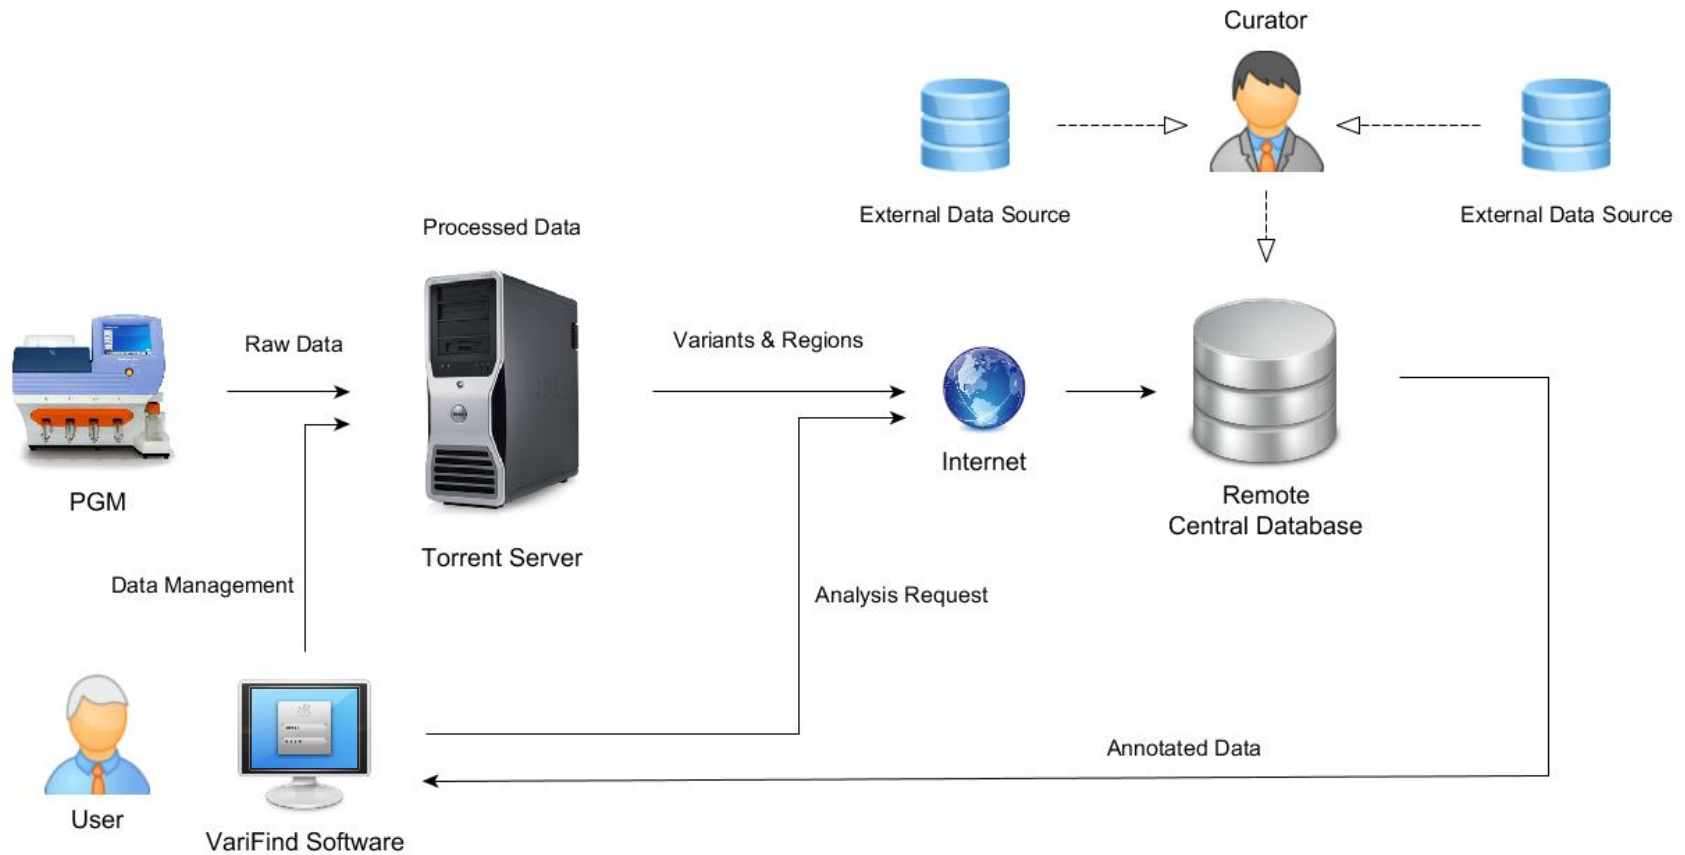 Curator
External Data Source
External Data Source
Processed Data
Raw Data
Variants & Regions
PGM
Internet
Remote
Central Database
Torrent Server
Data Management
Analysis Request
Annotated Data
User
VariFind Software